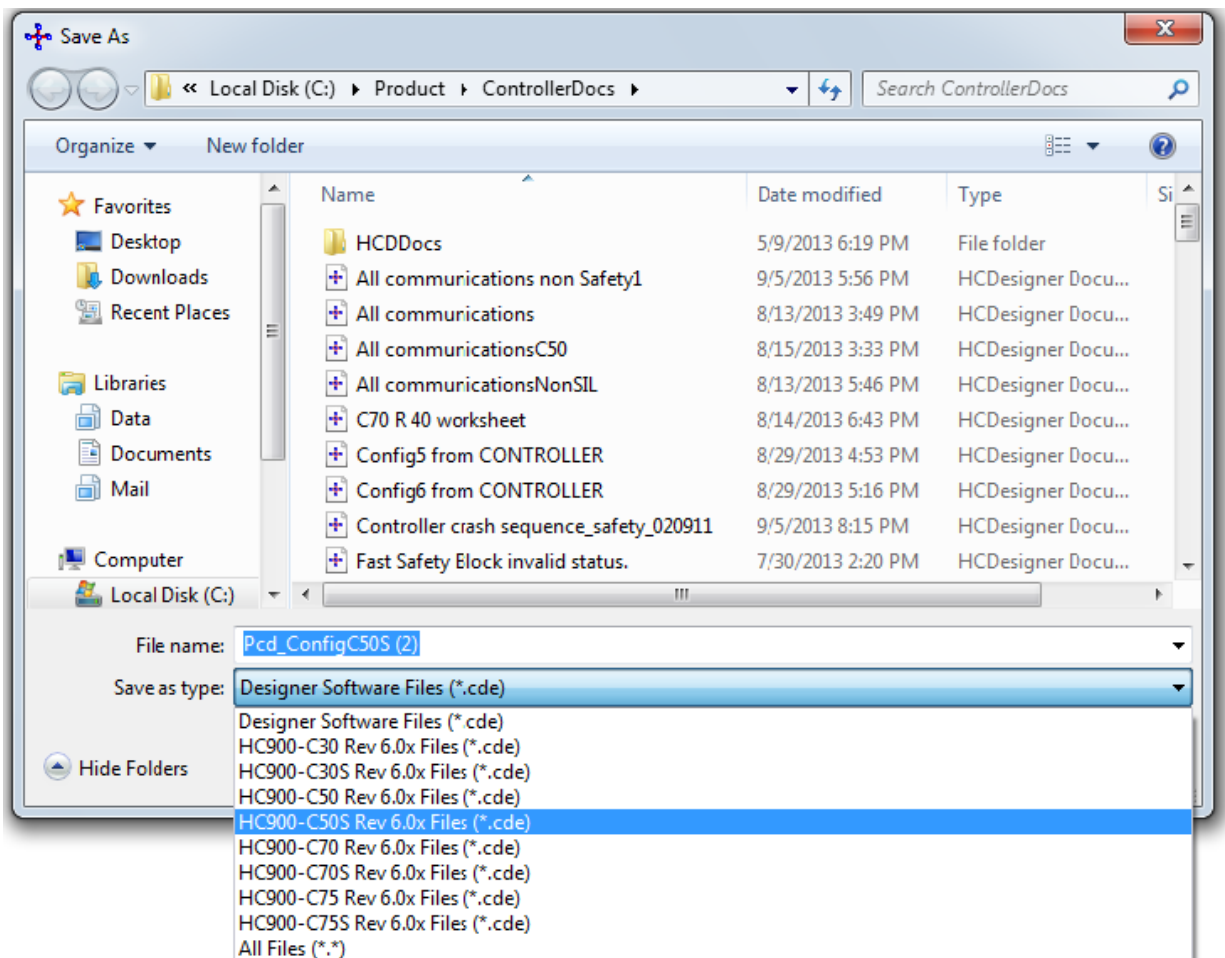 Save As
« Local Disk (C:) ▸ Product ▸ ControllerDocs ▸ Search ControllerDocs
Organize New folder
Name Date modified Type Si
Favorites
Desktop
Downloads
Recent Places
Libraries
Data
Documents
Mail
Computer
Local Disk (C:)
HCDDocs 5/9/2013 6:19 PM File folder
All communications non Safety1 9/5/2013 5:56 PM HCDesigner Docu...
All communications 8/13/2013 3:49 PM HCDesigner Docu...
All communicationsC50 8/15/2013 3:33 PM HCDesigner Docu...
All communicationsNonSIL 8/13/2013 5:46 PM HCDesigner Docu...
C70 R 40 worksheet 8/14/2013 6:43 PM HCDesigner Docu...
Config5 from CONTROLLER 8/29/2013 4:53 PM HCDesigner Docu...
Config6 from CONTROLLER 8/29/2013 5:16 PM HCDesigner Docu...
Controller crash sequence_safety_020911 9/5/2013 8:15 PM HCDesigner Docu...
Fast Safety Block invalid status. 7/30/2013 2:20 PM HCDesigner Docu...
File name: Pcd_ConfigC50S (2)
Save as type: Designer Software Files (*.cde)
Designer Software Files (*.cde)
HC900-C30 Rev 6.0x Files (*.cde)
HC900-C30S Rev 6.0x Files (*.cde)
HC900-C50 Rev 6.0x Files (*.cde)
HC900-C50S Rev 6.0x Files (*.cde)
HC900-C70 Rev 6.0x Files (*.cde)
HC900-C70S Rev 6.0x Files (*.cde)
HC900-C75 Rev 6.0x Files (*.cde)
HC900-C75S Rev 6.0x Files (*.cde)
All Files (*.*)
Hide Folders